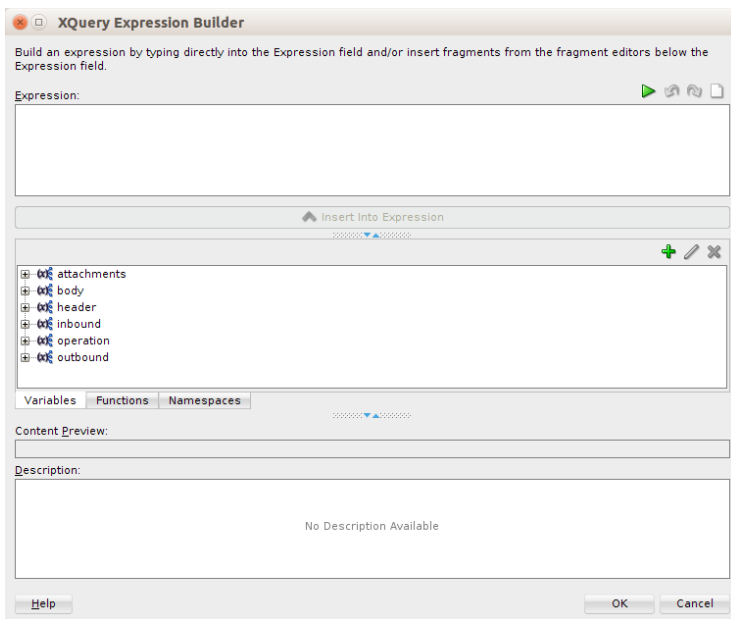 XQuery Expression Builder
Build an expression by typing directly into the Expression field and/or insert fragments from the fragment editors below the
Expression field.
Expression:
Insert Into Expression
attachments
body
header
inbound
operation
outbound
Variables Functions Namespaces
Content Preview:
Description:
No Description Available
Help OK Cancel